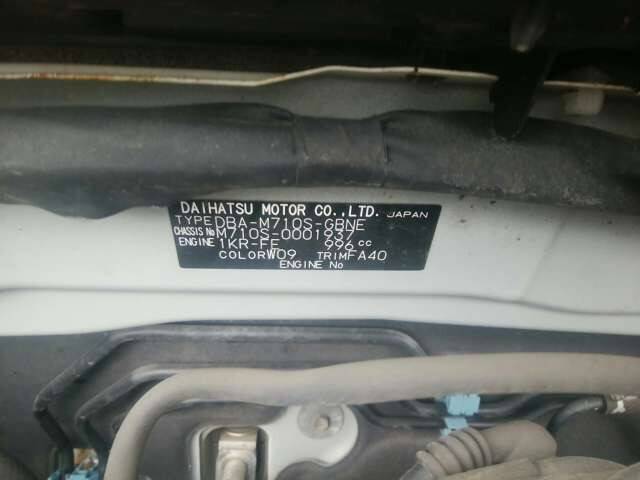 DAIHATSU MOTOR CO.,LTD. JAPAN
TYPE DBA-M710S-GBNE
CHASSIS No M710S-0001937
ENGINE 1KR-FE 996 cc
COLOR W09 TRIM FA40
ENGINE No